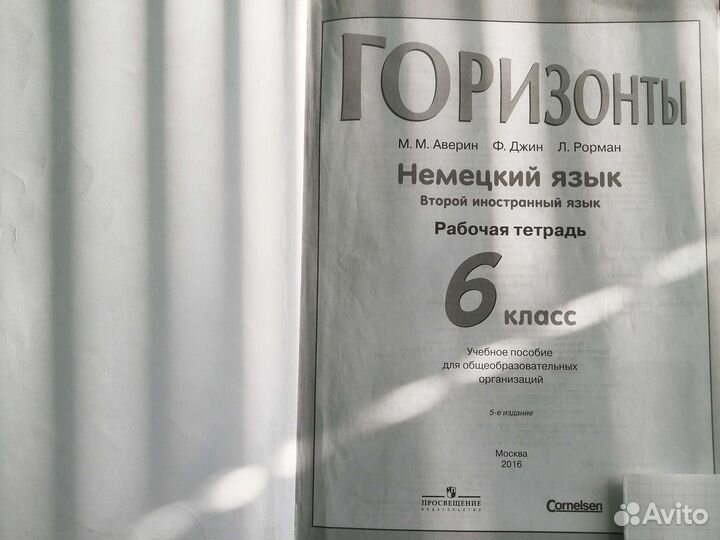 ГОРИЗОНТЫ
М. М. Аверин Ф. Джин Л. Рорман
Немецкий язык
Второй иностранный язык
Рабочая тетрадь
6 класс
Учебное пособие
для общеобразовательных
организаций
5-е издание
Москва
2016
ПРОСВЕЩЕНИЕ
ИЗДАТЕЛЬСТВО
Cornelsen
Avito